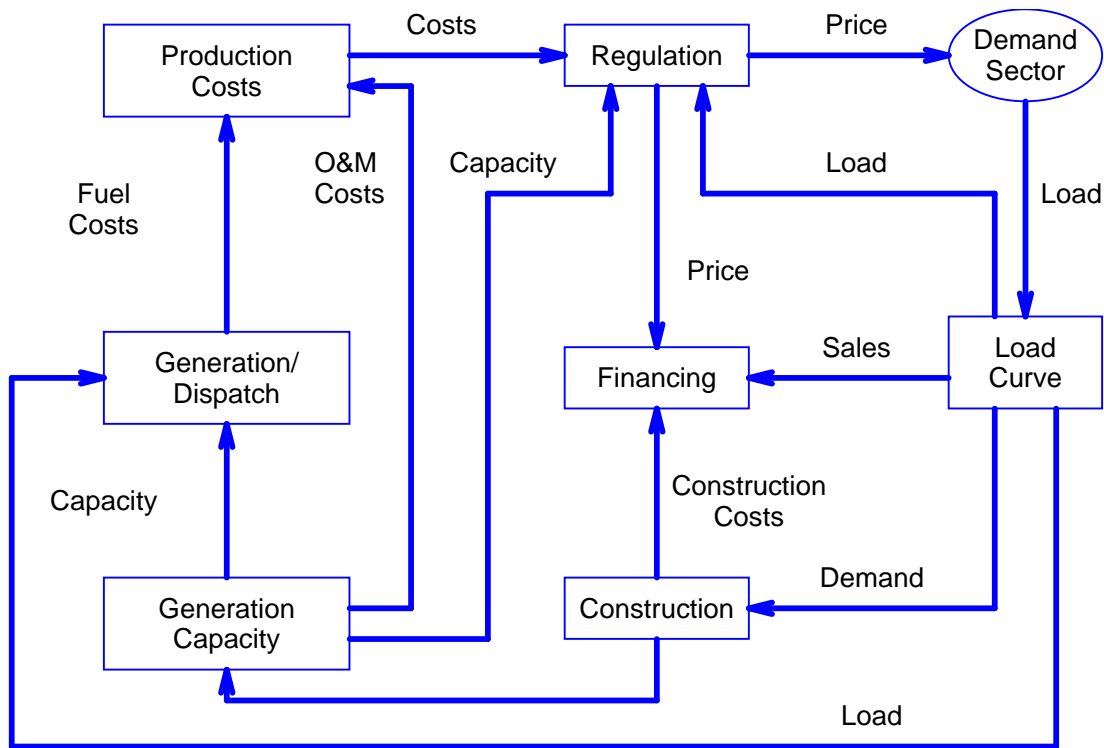 Costs
Price
Production
Costs
Regulation
Demand
Sector
O&M
Costs
Capacity
Load
Fuel
Costs
Load
Price
Generation/
Dispatch
Financing
Sales
Load
Curve
Capacity
Construction
Costs
Generation
Capacity
Construction
Demand
Load